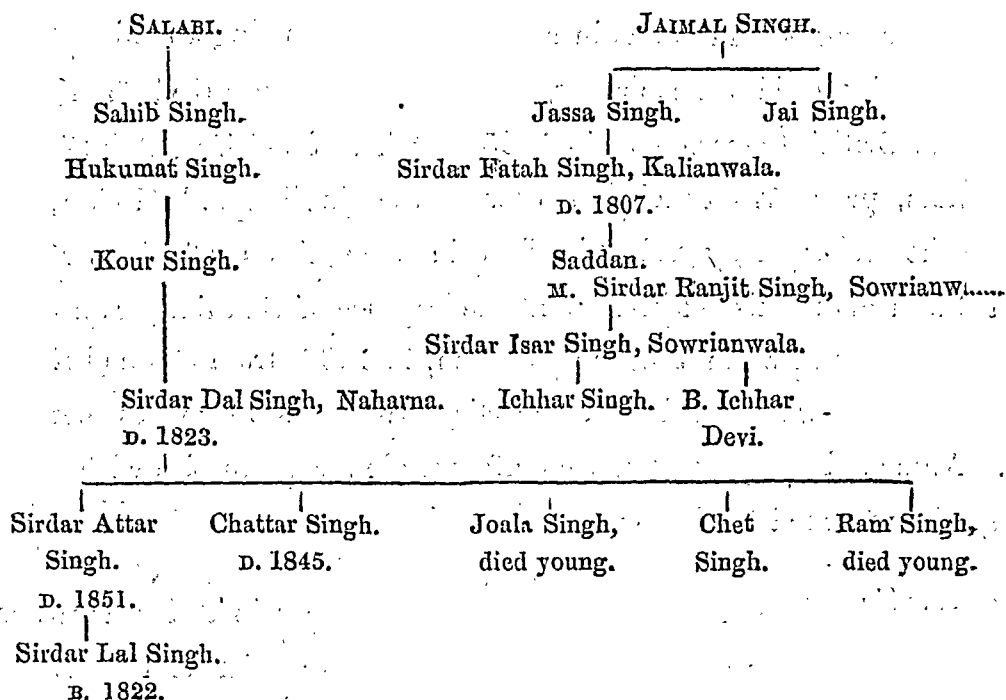 SALABI. JAIMAL SINGH.
Sahib Singh. Jassa Singh. Jai Singh.
Hukumat Singh. Sirdar Fatah Singh, Kalianwala.
D. 1807.
Kour Singh. Saddan.
M. Sirdar Ranjit Singh,
Sirdar Isar Singh, Sowrianwala.
Sirdar Dal Singh, Naharna. Ichhar Singh. B. Ichhar
D. 1823. Devi.
Sirdar Attar Chattar Singh. Joala Singh, Chet Ram Singh,
Singh. D. 1845. died young. Singh. died young.
D. 1851.
Sirdar Lal Singh.
B. 1822.